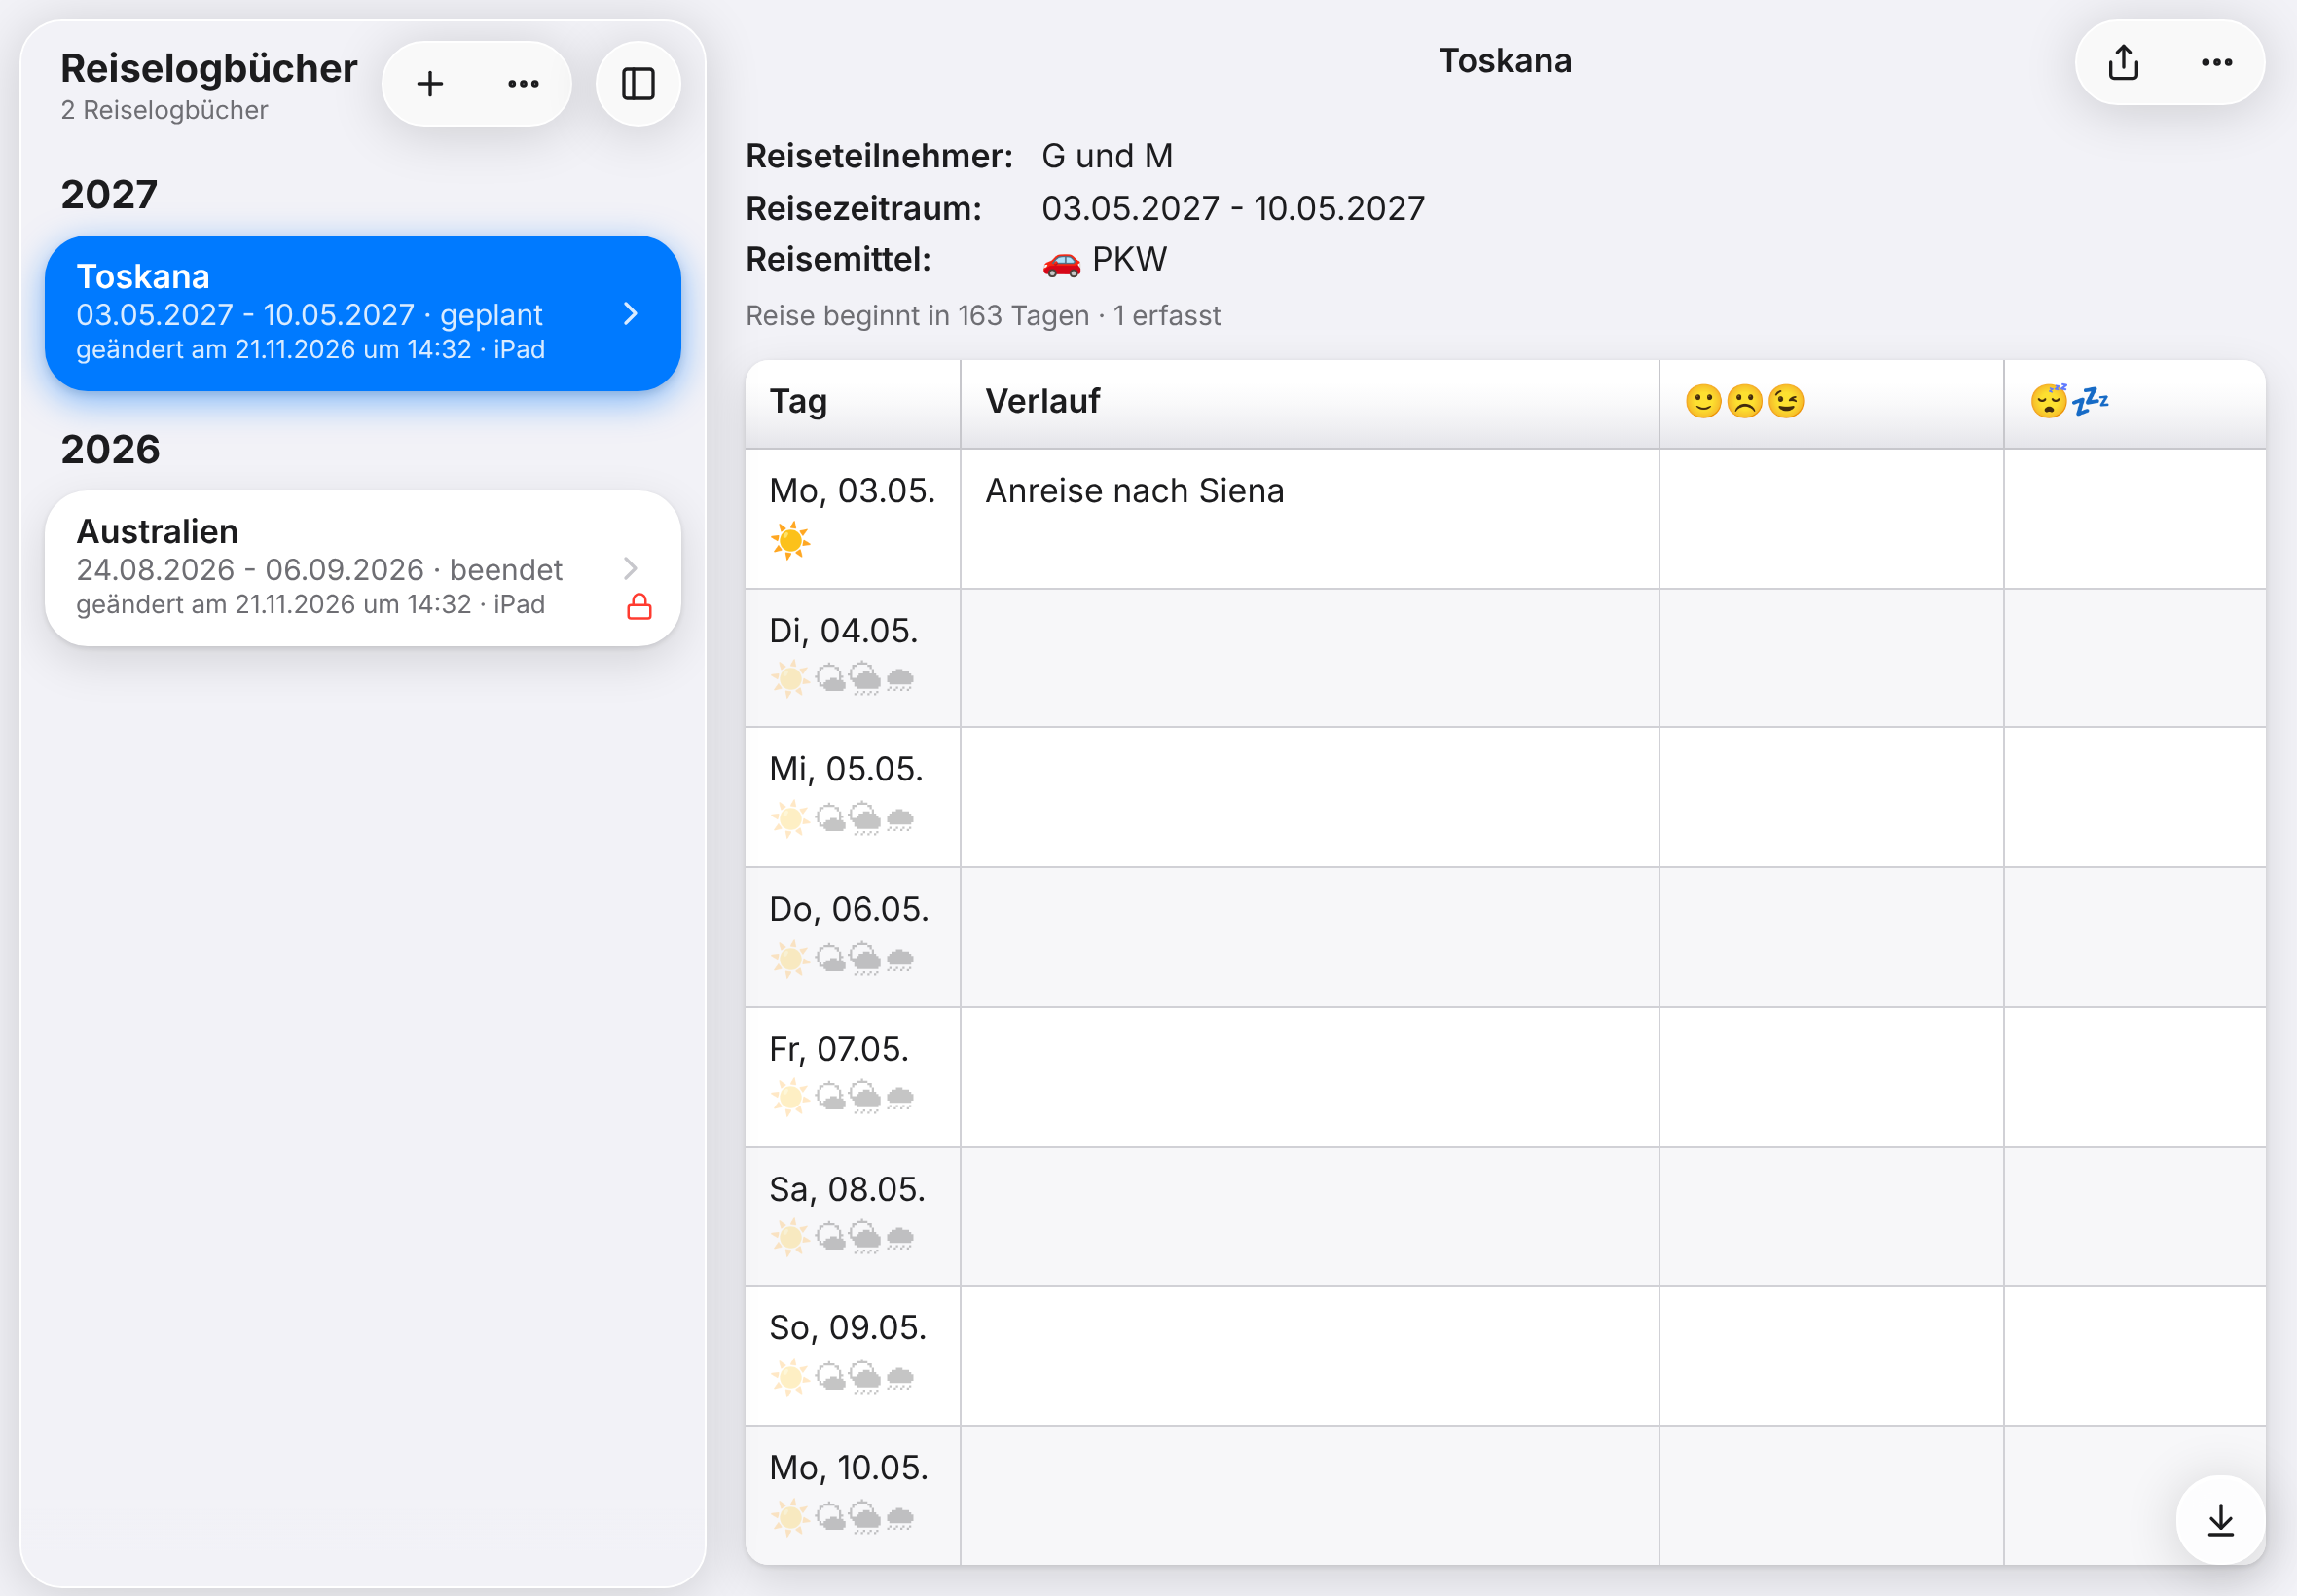 Reiselogbücher
2 Reiselogbücher
2027
Toskana
03.05.2027 - 10.05.2027 · geplant
geändert am 21.11.2026 um 14:32 · iPad
2026
Australien
24.08.2026 - 06.09.2026 · beendet
geändert am 21.11.2026 um 14:32 · iPad
Toskana
Reiseteilnehmer: G und M
Reisezeitraum: 03.05.2027 - 10.05.2027
Reisemittel: 🚗 PKW
Reise beginnt in 163 Tagen · 1 erfasst
Tag Verlauf 🙂☹️😉 😴💤
Mo, 03.05. Anreise nach Siena
Di, 04.05.
Mi, 05.05.
Do, 06.05.
Fr, 07.05.
Sa, 08.05.
So, 09.05.
Mo, 10.05.